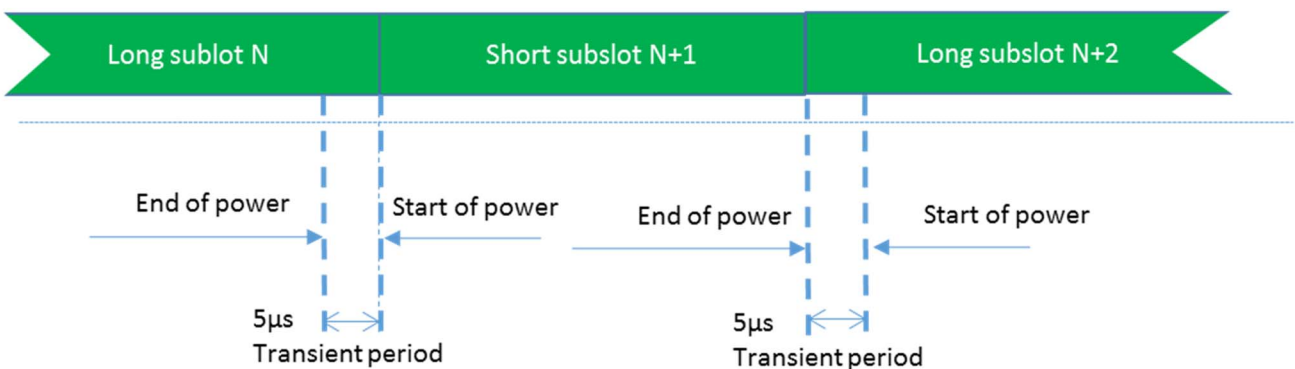 Long sublot N
Short subslot N+1
Long subslot N+2
End of power
Start of power
End of power
Start of power
5µs
Transient period
5µs
Transient period